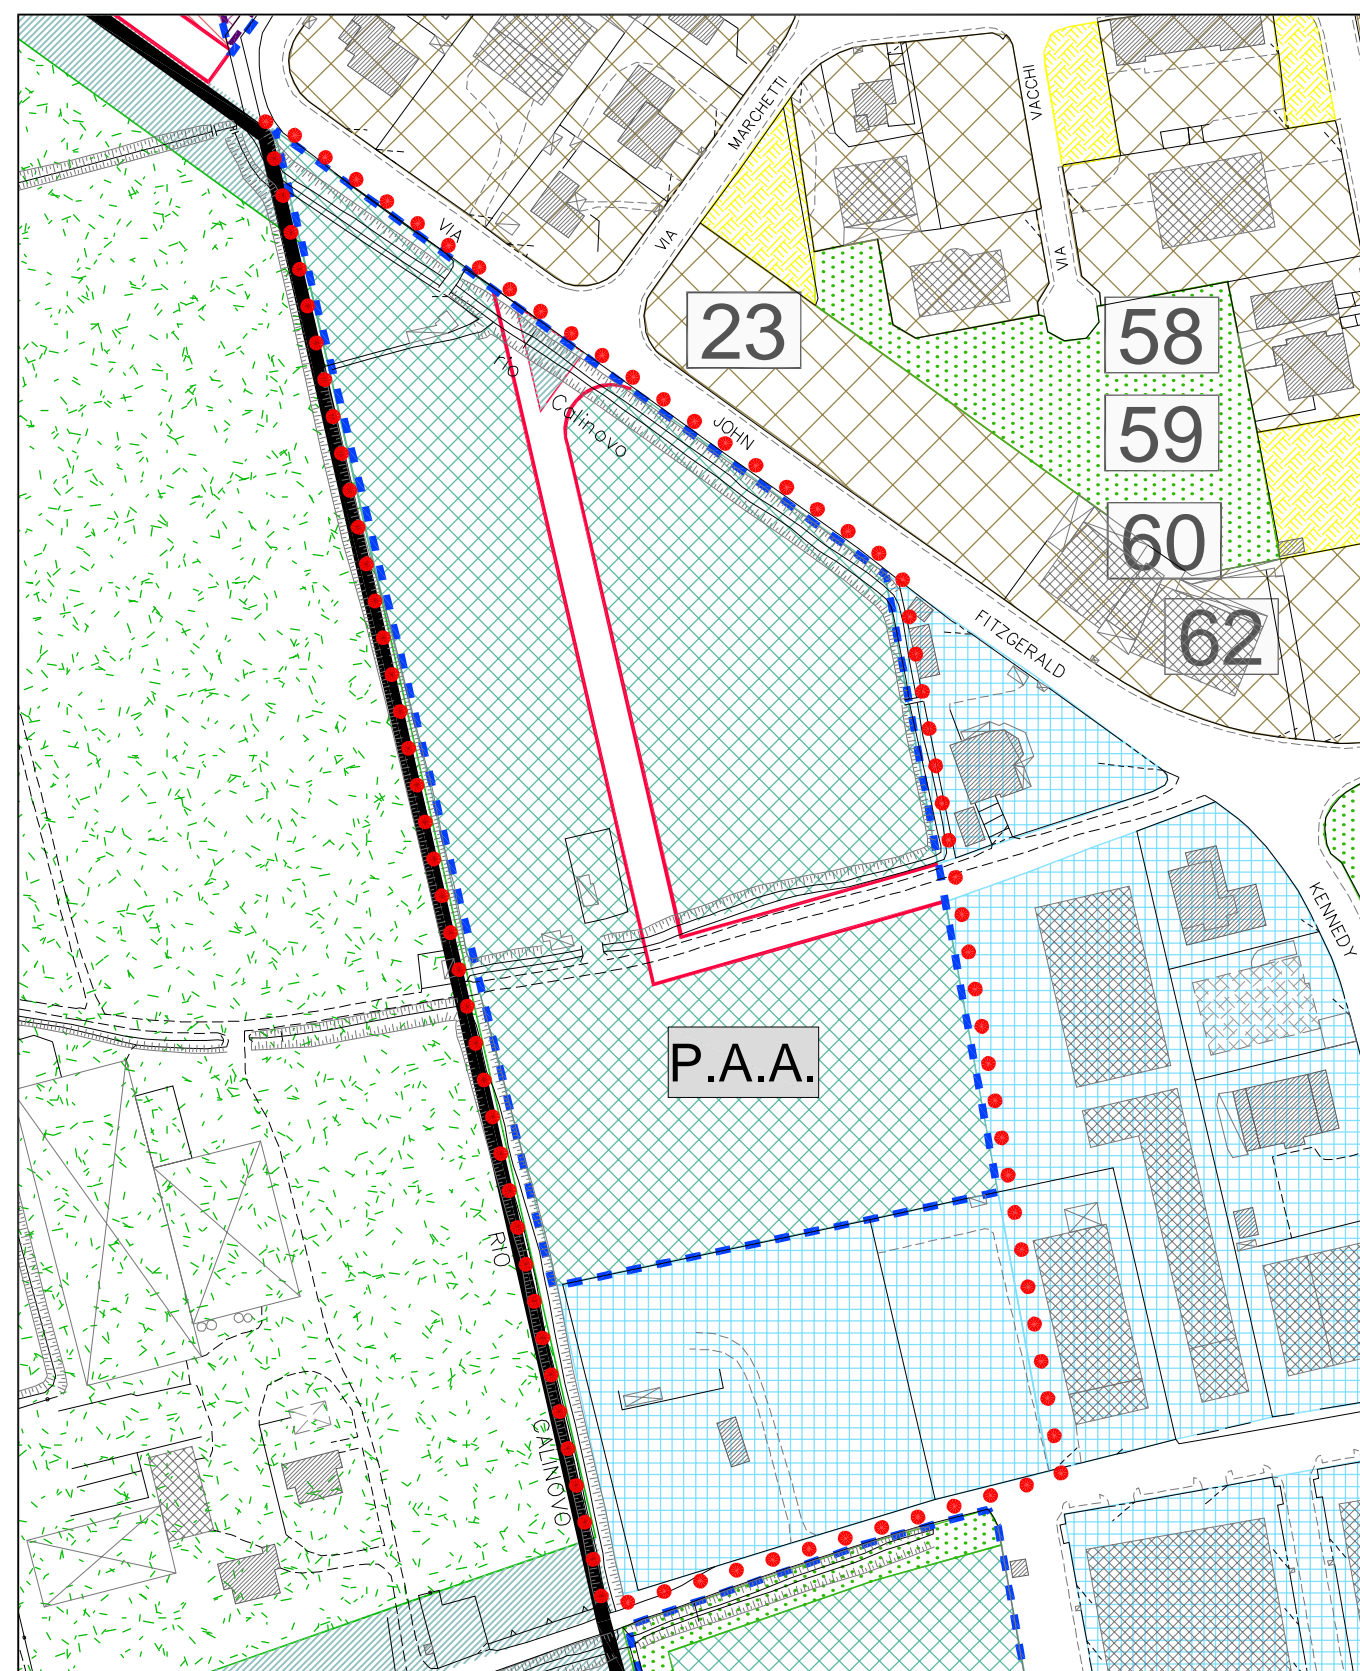 VIA
MARCHETTI
VIA
VACCHI
VIA
23
58
59
60
62
rio
Calinovo
JOHN
FITZGERALD
KENNEDY
P.A.A.
RIO
CALINOVO